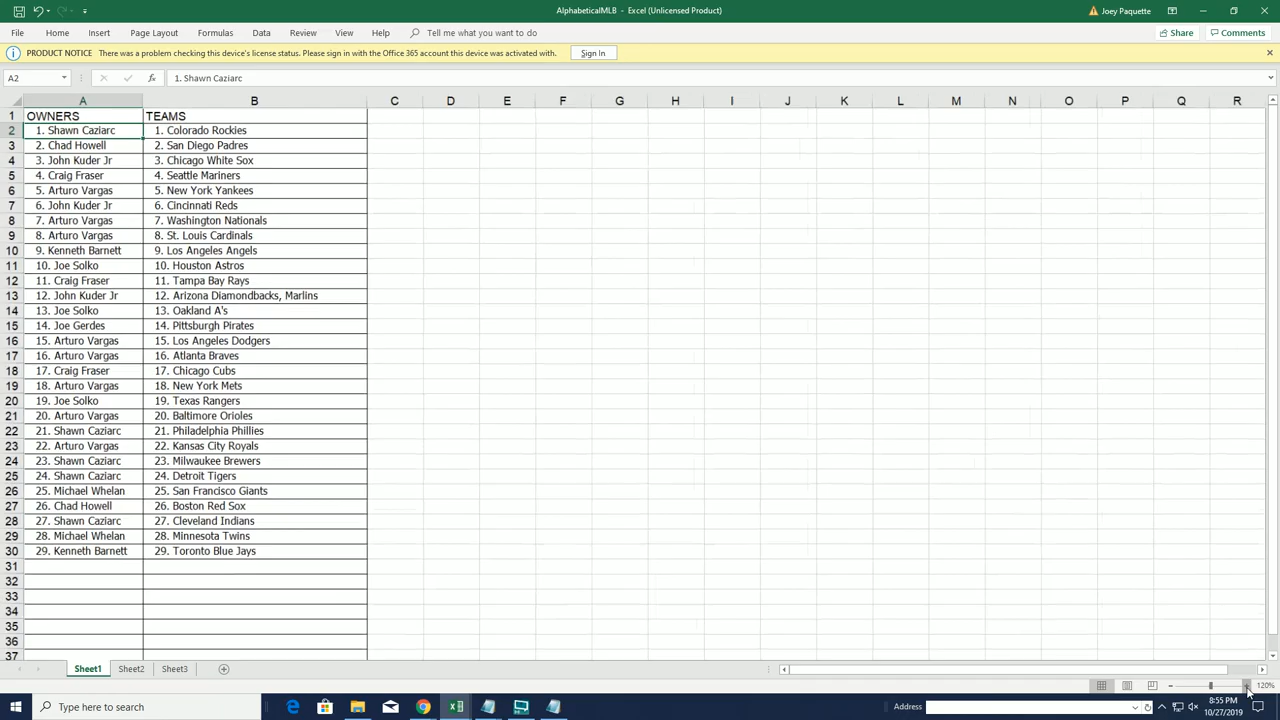 AlphabeticalMLB - Excel (Unlicensed Product)
Joey Paquette
File Home Insert Page Layout Formulas Data Review View Help Tell me what you want to do
Share Comments
PRODUCT NOTICE There was a problem checking this device's license status. Please sign in with the Office 365 account this device was activated with. Sign In
A2 fx 1. Shawn Caziarc
A B C D E F G H I J K L M N O P Q R
1 OWNERS TEAMS
2 1. Shawn Caziarc 1. Colorado Rockies
3 2. Chad Howell 2. San Diego Padres
4 3. John Kuder Jr 3. Chicago White Sox
5 4. Craig Fraser 4. Seattle Mariners
6 5. Arturo Vargas 5. New York Yankees
7 6. John Kuder Jr 6. Cincinnati Reds
8 7. Arturo Vargas 7. Washington Nationals
9 8. Arturo Vargas 8. St. Louis Cardinals
10 9. Kenneth Barnett 9. Los Angeles Angels
11 10. Joe Solko 10. Houston Astros
12 11. Craig Fraser 11. Tampa Bay Rays
13 12. John Kuder Jr 12. Arizona Diamondbacks, Marlins
14 13. Joe Solko 13. Oakland A's
15 14. Joe Gerdes 14. Pittsburgh Pirates
16 15. Arturo Vargas 15. Los Angeles Dodgers
17 16. Arturo Vargas 16. Atlanta Braves
18 17. Craig Fraser 17. Chicago Cubs
19 18. Arturo Vargas 18. New York Mets
20 19. Joe Solko 19. Texas Rangers
21 20. Arturo Vargas 20. Baltimore Orioles
22 21. Shawn Caziarc 21. Philadelphia Phillies
23 22. Arturo Vargas 22. Kansas City Royals
24 23. Shawn Caziarc 23. Milwaukee Brewers
25 24. Shawn Caziarc 24. Detroit Tigers
26 25. Michael Whelan 25. San Francisco Giants
27 26. Chad Howell 26. Boston Red Sox
28 27. Shawn Caziarc 27. Cleveland Indians
29 28. Michael Whelan 28. Minnesota Twins
30 29. Kenneth Barnett 29. Toronto Blue Jays
31
32
33
34
35
36
37
Sheet1 Sheet2 Sheet3
120%
Type here to search
Address
8:55 PM
10/27/2019